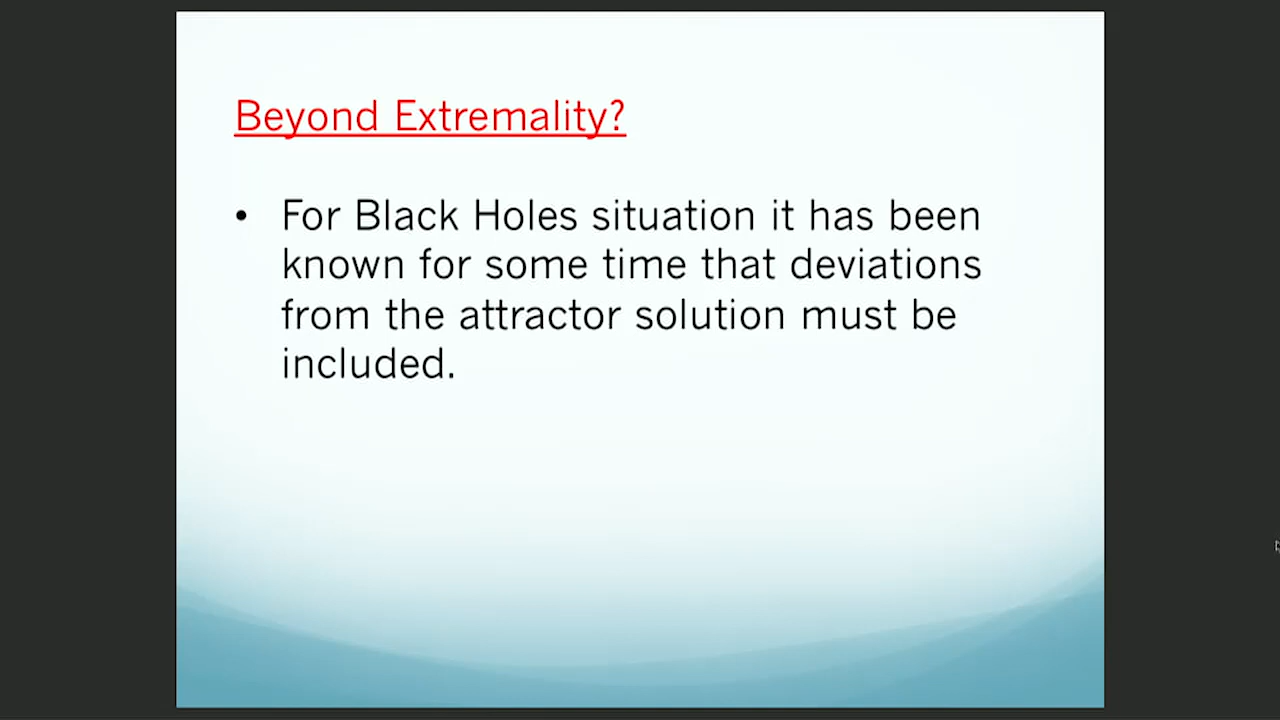 Beyond Extremality?
• For Black Holes situation it has been
known for some time that deviations
from the attractor solution must be
included.